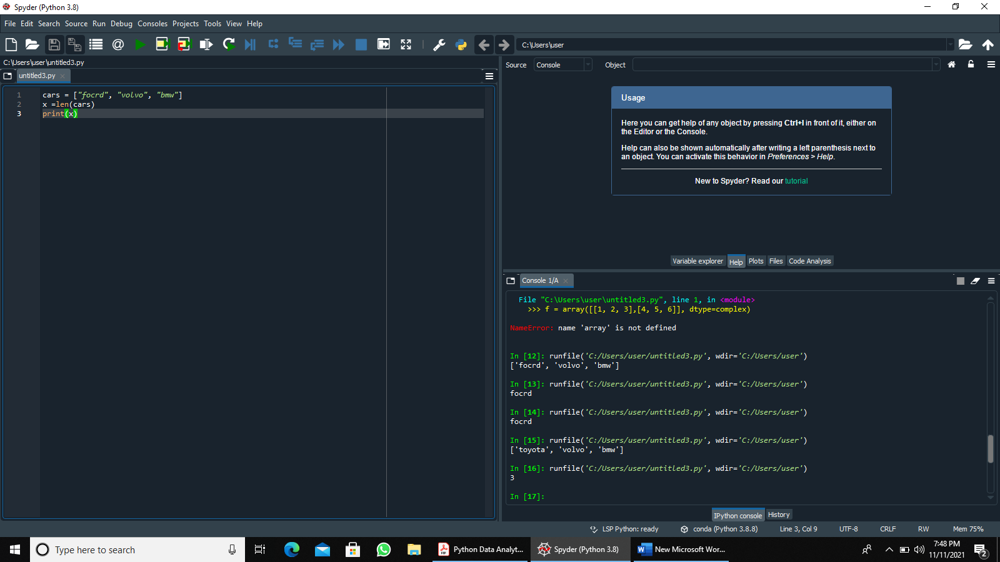 Spyder (Python 3.8)
File Edit Search Source Run Debug Consoles Projects Tools View Help
C:\Users\user
C:\Users\user\untitled3.py
untitled3.py
1 cars = ["focrd", "volvo", "bmw"]
2 x =len(cars)
3 print(x)
Source Console Object
Usage
Here you can get help of any object by pressing Ctrl+I in front of it, either on
the Editor or the Console.
Help can also be shown automatically after writing a left parenthesis next to
an object. You can activate this behavior in Preferences > Help.
New to Spyder? Read our tutorial
Variable explorer Help Plots Files Code Analysis
Console 1/A
File "C:\Users\user\untitled3.py", line 1, in <module>
>>> f = array([[1, 2, 3],[4, 5, 6]], dtype=complex)
NameError: name 'array' is not defined
In [12]: runfile('C:/Users/user/untitled3.py', wdir='C:/Users/user')
['focrd', 'volvo', 'bmw']
In [13]: runfile('C:/Users/user/untitled3.py', wdir='C:/Users/user')
focrd
In [14]: runfile('C:/Users/user/untitled3.py', wdir='C:/Users/user')
focrd
In [15]: runfile('C:/Users/user/untitled3.py', wdir='C:/Users/user')
['toyota', 'volvo', 'bmw']
In [16]: runfile('C:/Users/user/untitled3.py', wdir='C:/Users/user')
3
In [17]:
IPython console History
LSP Python: ready conda (Python 3.8.8) Line 3, Col 9 UTF-8 CRLF RW Mem 75%
Type here to search
Python Data Analyt...
Spyder (Python 3.8)
New Microsoft Wor...
7:48 PM
11/11/2021
2